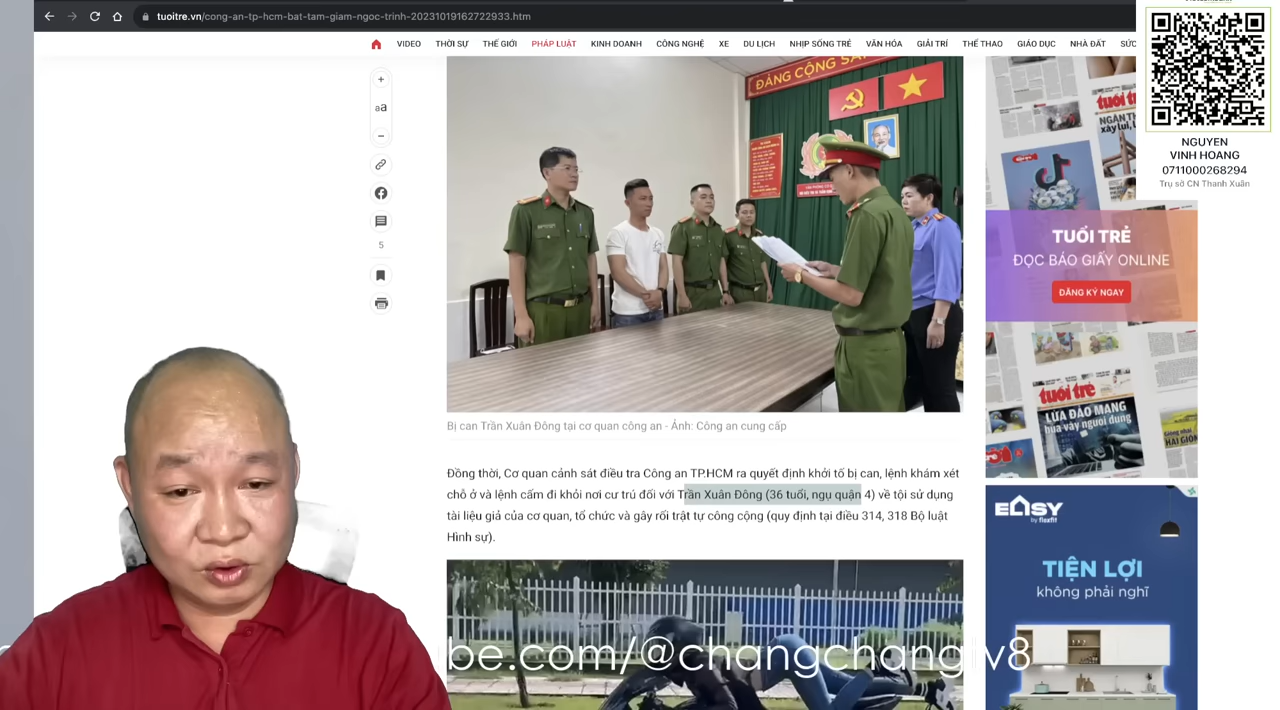 tuoitre.vn/cong-an-tp-hcm-bat-tam-giam-ngoc-trinh-20231019162722933.htm
VIDEO THỜI SỰ THẾ GIỚI PHÁP LUẬT KINH DOANH CÔNG NGHỆ XE DU LỊCH NHỊP SỐNG TRẺ VĂN HÓA GIẢI TRÍ THỂ THAO GIÁO DỤC NHÀ ĐẤT SỨC
+
aa
−
5
ĐẢNG CỘNG SẢN
Bị can Trần Xuân Đông tại cơ quan công an - Ảnh: Công an cung cấp
Đồng thời, Cơ quan cảnh sát điều tra Công an TP.HCM ra quyết định khởi tố bị can, lệnh khám xét
chỗ ở và lệnh cấm đi khỏi nơi cư trú đối với Trần Xuân Đông (36 tuổi, ngụ quận 4) về tội sử dụng
tài liệu giả của cơ quan, tổ chức và gây rối trật tự công cộng (quy định tại điều 314, 318 Bộ luật
Hình sự).
be.com/@changchangtv8
NGUYEN
VINH HOANG
0711000268294
Trụ sở CN Thanh Xuân
TUỔI TRẺ
ĐỌC BÁO GIẤY ONLINE
ĐĂNG KÝ NGAY
tuổi trẻ
LỪA ĐẢO MẠNG
bủa vây người dùng
EASY
by flexfit
TIỆN LỢI
không phải nghĩ